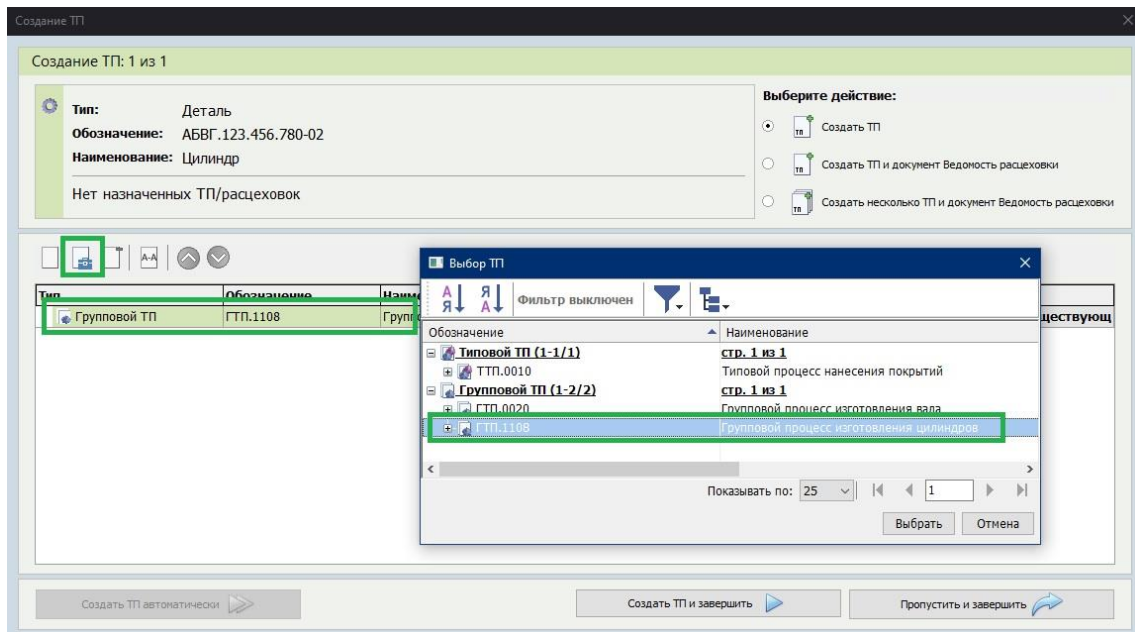 Создание ТП
Создание ТП: 1 из 1
Тип: Деталь
Обозначение: АБВГ.123.456.780-02
Наименование: Цилиндр
Нет назначенных ТП/расцеховок
Выберите действие:
Создать ТП
Создать ТП и документ Ведомость расцеховки
Создать несколько ТП и документ Ведомость расцеховки
А-А
Тип Обозначение
Групповой ТП ГТП.1108
Выбор ТП
А Я Я А Фильтр выключен
Обозначение Наименование
Типовой ТП (1-1/1) стр. 1 из 1
ТТП.0010 Типовой процесс нанесения покрытий
Групповой ТП (1-2/2) стр. 1 из 1
ГТП.0020 Групповой процесс изготовления вала
ГТП.1108 Групповой процесс изготовления цилиндров
Показывать по: 25 1
Выбрать Отмена
Создать ТП автоматически
Создать ТП и завершить
Пропустить и завершить